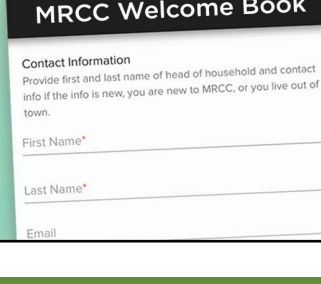 MRCC Welcome Book
Contact Information
Provide first and last name of head of household and contact
info if the info is new, you are new to MRCC, or you live out of
town.
First Name*
Last Name*
Email